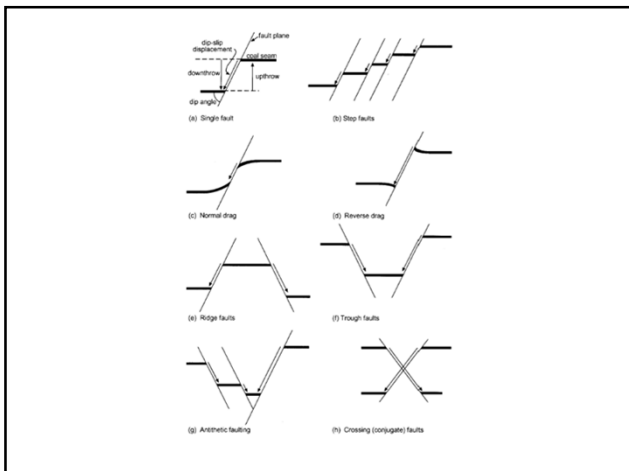 dip-slip
displacement
fault plane
coal seam
downthrow
upthrow
dip angle
(a) Single fault
(b) Step faults
(c) Normal drag
(d) Reverse drag
(e) Ridge faults
(f) Trough faults
(g) Antithetic faulting
(h) Crossing (conjugate) faults